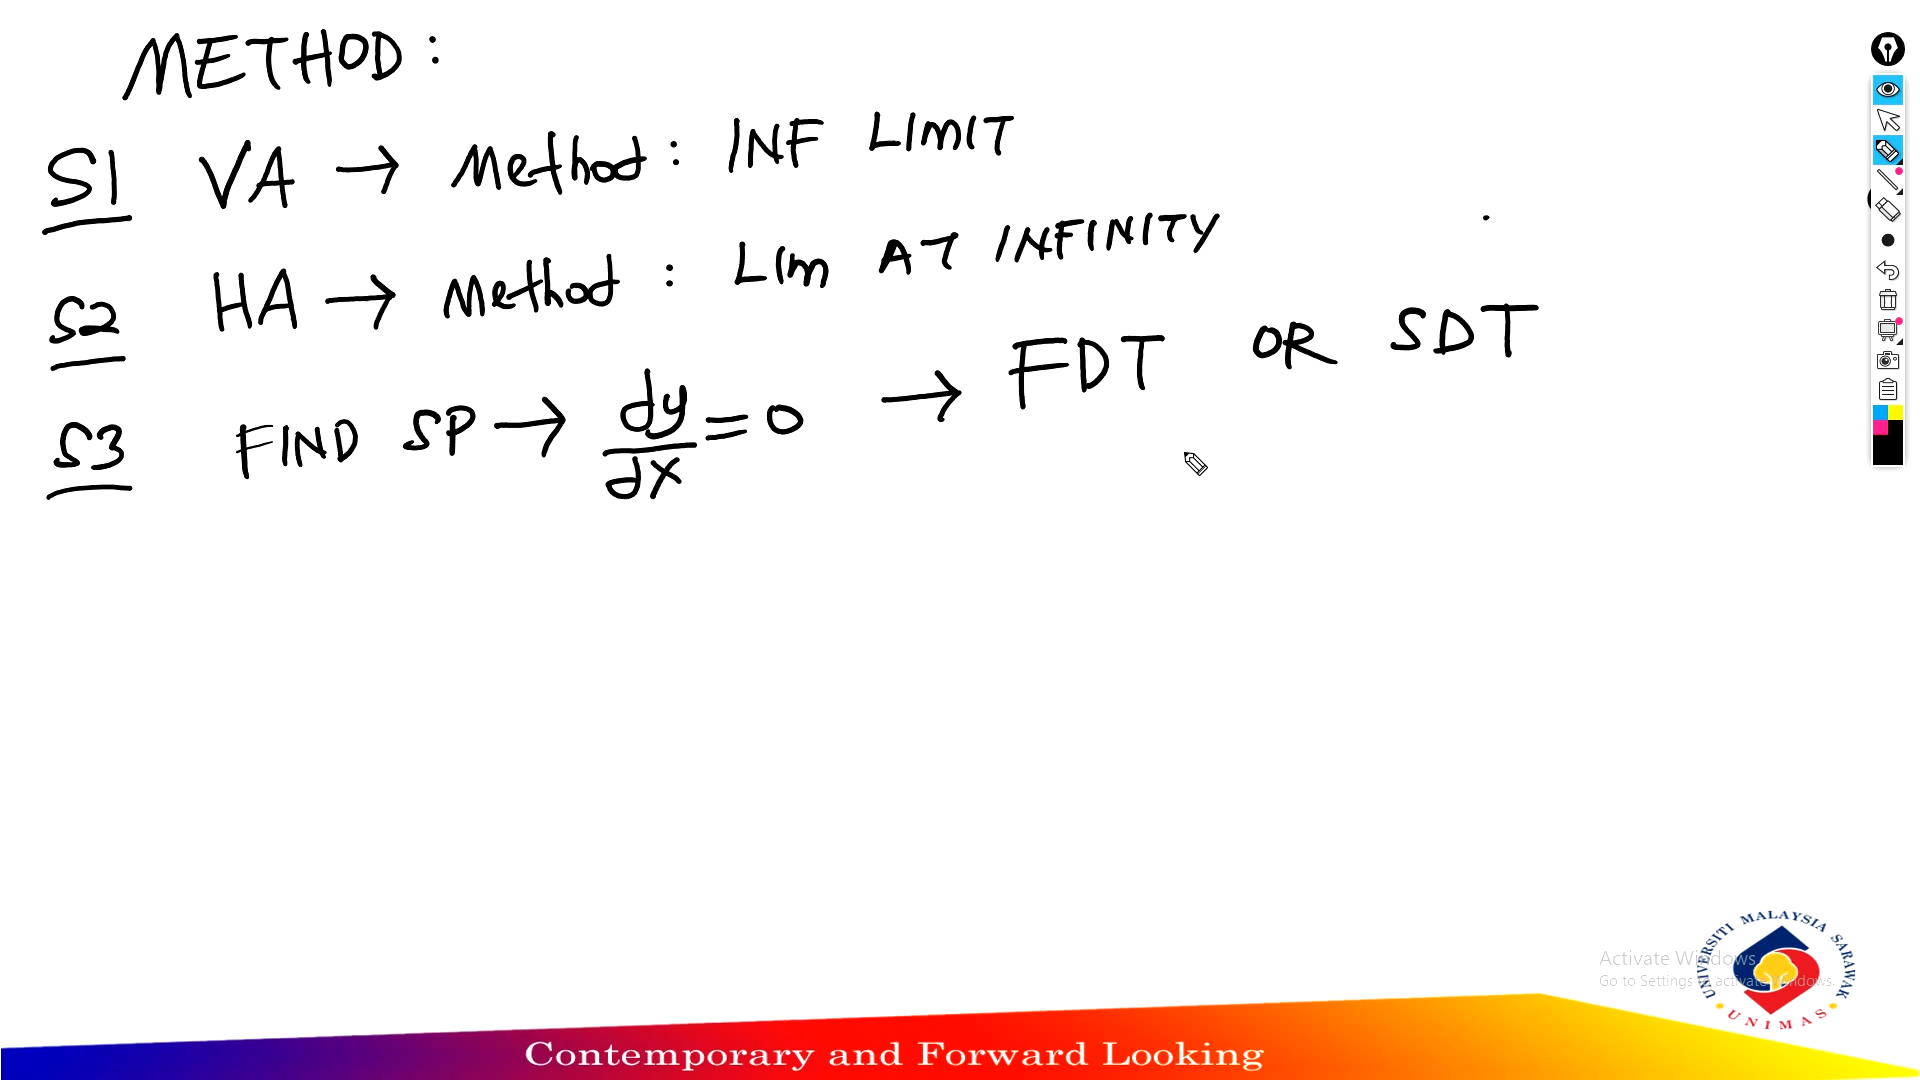 METHOD:
S1 VA → Method: INF LIMIT
S2 HA → Method: LIM AT INFINITY
S3 FIND SP → dy/dx = 0 → FDT OR SDT
Activate Windows
Go to Settings to activate Windows.
UNIVERSITI MALAYSIA SARAWAK
UNIMAS
Contemporary and Forward Looking